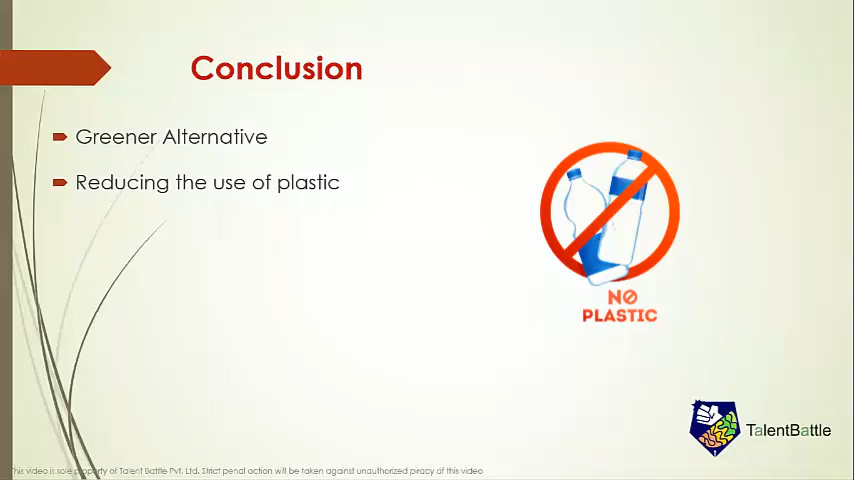 Conclusion
Greener Alternative
Reducing the use of plastic
NO
PLASTIC
TalentBattle
This video is sole property of Talent Battle Pvt. Ltd. Strict penal action will be taken against unauthorized piracy of this video